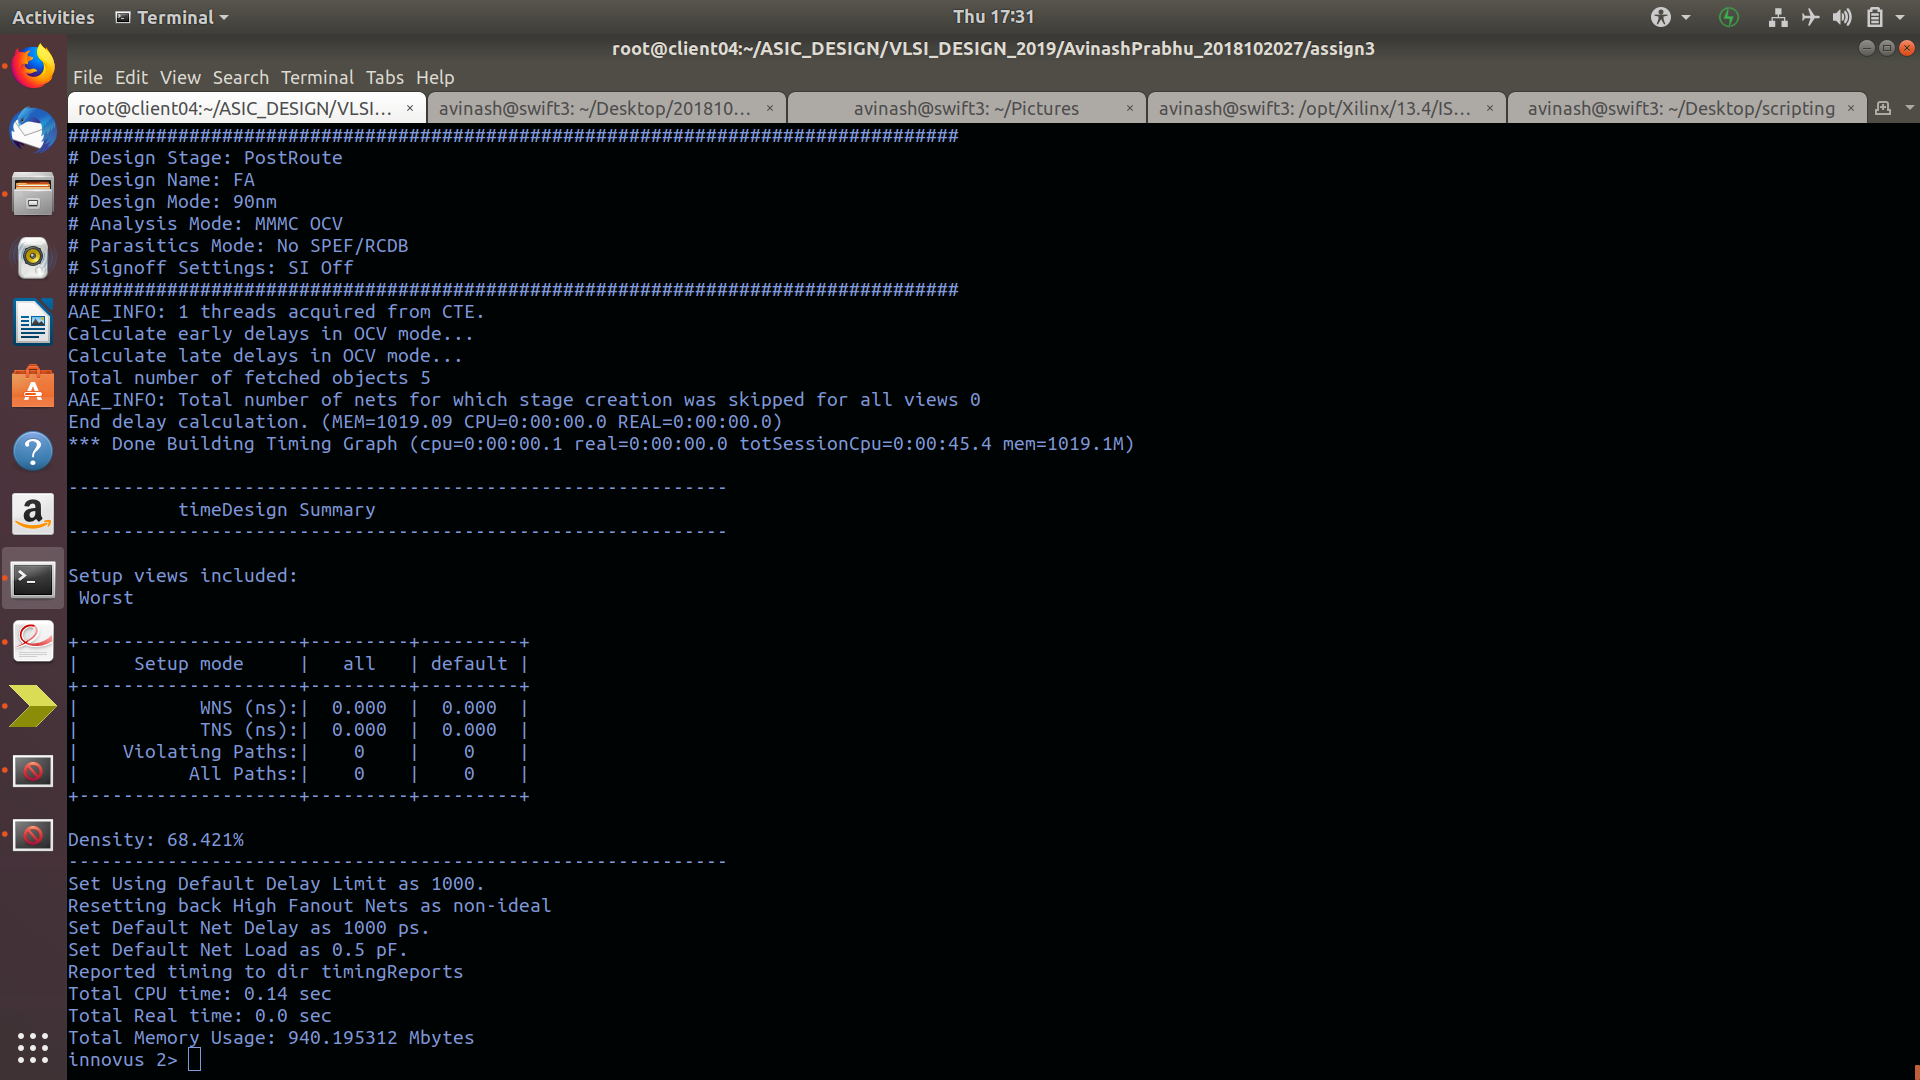 Activities Terminal Thu 17:31
root@client04:~/ASIC_DESIGN/VLSI_DESIGN_2019/AvinashPrabhu_2018102027/assign3
File Edit View Search Terminal Tabs Help
root@client04:~/ASIC_DESIGN/VLSI... × avinash@swift3: ~/Desktop/201810... × avinash@swift3: ~/Pictures × avinash@swift3: /opt/Xilinx/13.4/IS... × avinash@swift3: ~/Desktop/scripting ×
#################################################################################
# Design Stage: PostRoute
# Design Name: FA
# Design Mode: 90nm
# Analysis Mode: MMMC OCV
# Parasitics Mode: No SPEF/RCDB
# Signoff Settings: SI Off
#################################################################################
AAE_INFO: 1 threads acquired from CTE.
Calculate early delays in OCV mode...
Calculate late delays in OCV mode...
Total number of fetched objects 5
AAE_INFO: Total number of nets for which stage creation was skipped for all views 0
End delay calculation. (MEM=1019.09 CPU=0:00:00.0 REAL=0:00:00.0)
*** Done Building Timing Graph (cpu=0:00:00.1 real=0:00:00.0 totSessionCpu=0:00:45.4 mem=1019.1M)
------------------------------------------------------------
          timeDesign Summary
------------------------------------------------------------
Setup views included:
 Worst
+--------------------+---------+---------+
|     Setup mode     |   all   | default |
+--------------------+---------+---------+
|           WNS (ns):|  0.000  |  0.000  |
|           TNS (ns):|  0.000  |  0.000  |
|    Violating Paths:|    0    |    0    |
|          All Paths:|    0    |    0    |
+--------------------+---------+---------+
Density: 68.421%
------------------------------------------------------------
Set Using Default Delay Limit as 1000.
Resetting back High Fanout Nets as non-ideal
Set Default Net Delay as 1000 ps.
Set Default Net Load as 0.5 pF.
Reported timing to dir timingReports
Total CPU time: 0.14 sec
Total Real time: 0.0 sec
Total Memory Usage: 940.195312 Mbytes
innovus 2>